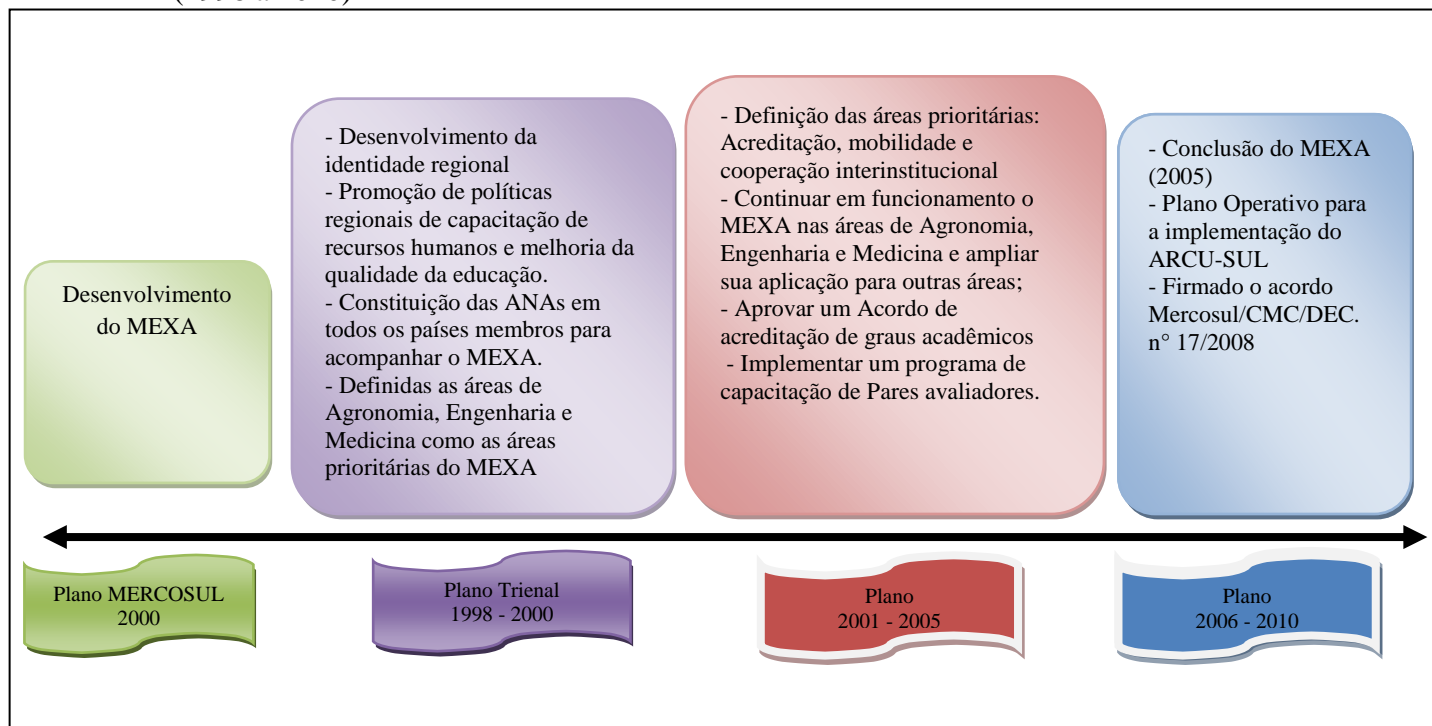 Desenvolvimento
do MEXA
- Desenvolvimento da
identidade regional
- Promoção de políticas
regionais de capacitação de
recursos humanos e melhoria da
qualidade da educação.
- Constituição das ANAs em
todos os países membros para
acompanhar o MEXA.
- Definidas as áreas de
Agronomia, Engenharia e
Medicina como as áreas
prioritárias do MEXA
- Definição das áreas prioritárias:
Acreditação, mobilidade e
cooperação interinstitucional
- Continuar em funcionamento o
MEXA nas áreas de Agronomia,
Engenharia e Medicina e ampliar
sua aplicação para outras áreas;
- Aprovar um Acordo de
acreditação de graus acadêmicos
- Implementar um programa de
capacitação de Pares avaliadores.
- Conclusão do MEXA
(2005)
- Plano Operativo para
a implementação do
ARCU-SUL
- Firmado o acordo
Mercosul/CMC/DEC.
n° 17/2008
Plano MERCOSUL
2000
Plano Trienal
1998 - 2000
Plano
2001 - 2005
Plano
2006 - 2010